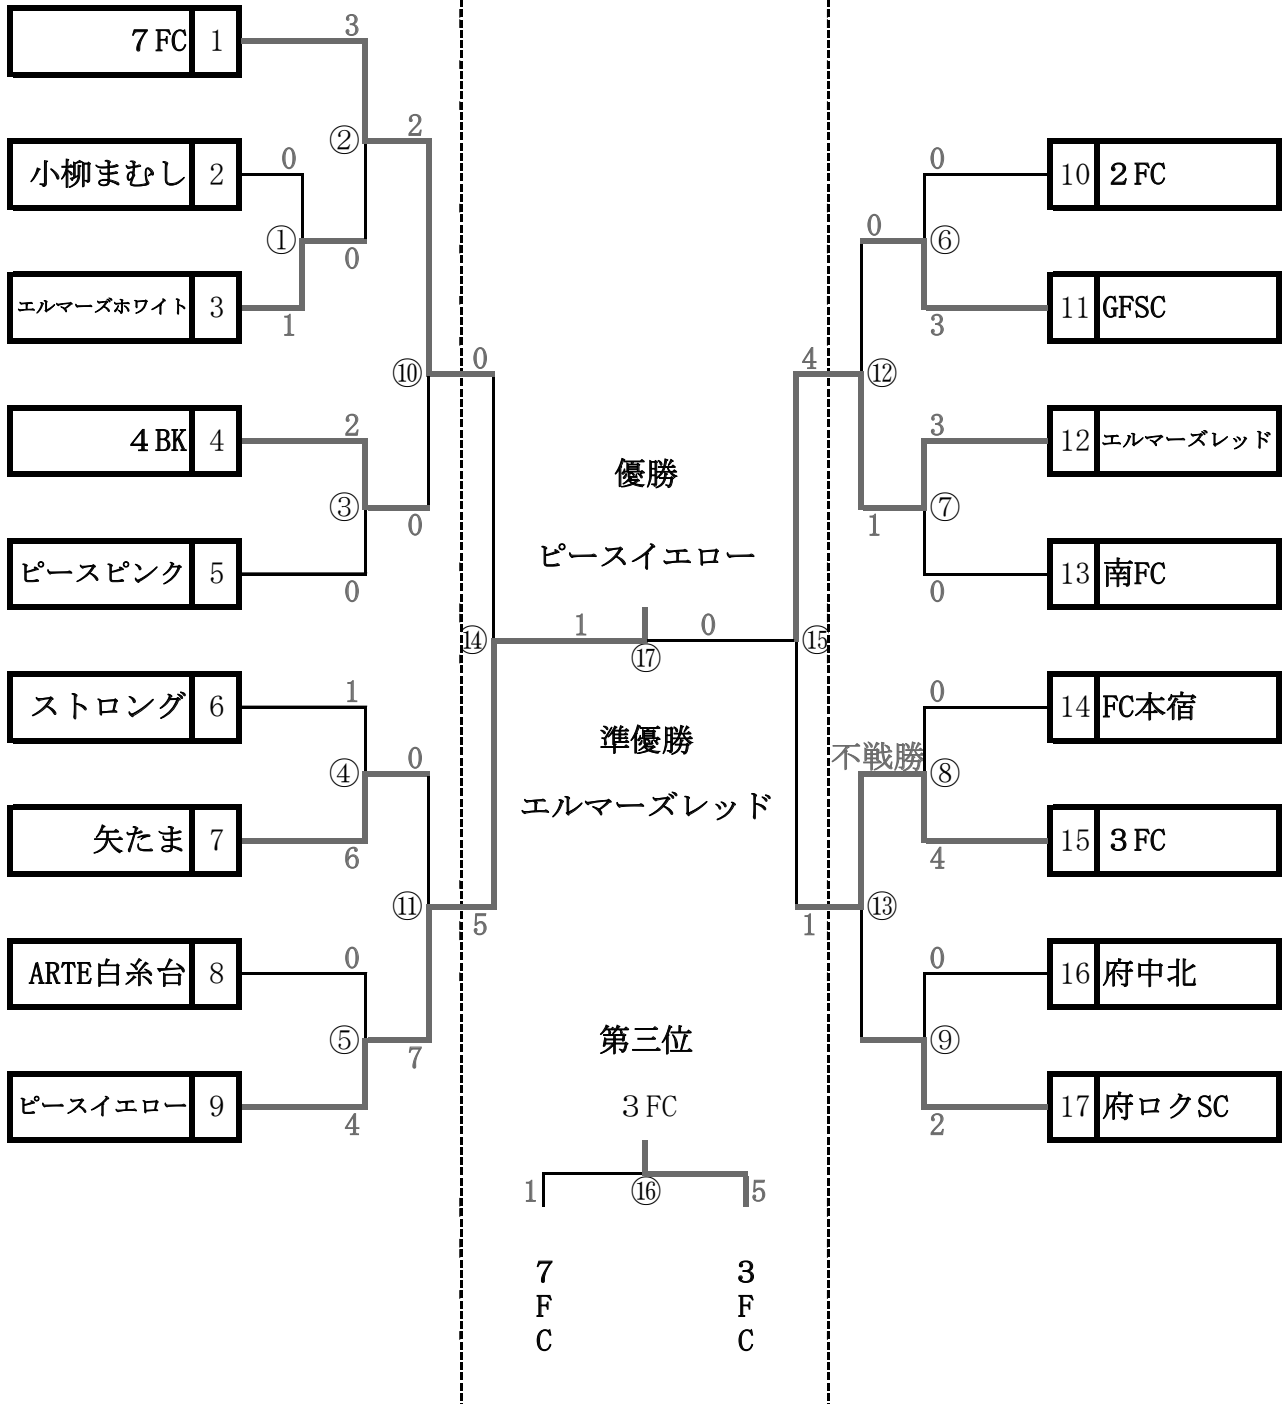 3
７FC 1
② 2
小柳まむし 2 0
0 10 ２FC
① 0 ⑥
0
エルマーズホワイト 3 1
3 11 GFSC
⑩ 0
4 ⑫
４BK 4 2
3 12 エルマーズレッド
優勝
③ 0
1 ⑦
ピースイエロー
ピースピンク 5 0
0 13 南FC
⑭ 1 0 ⑮
⑰
ストロング 6 1
0 14 FC本宿
準優勝
④ 0
不戦勝 ⑧
エルマーズレッド
矢たま 7 6
4 15 ３FC
⑪ 5
1 ⑬
ARTE白糸台 8 0
0 16 府中北
第三位
⑤ 7
⑨
ピースイエロー 9 4
2 17 府ロクSC
３FC
1 ⑯ 5
７FC
３FC